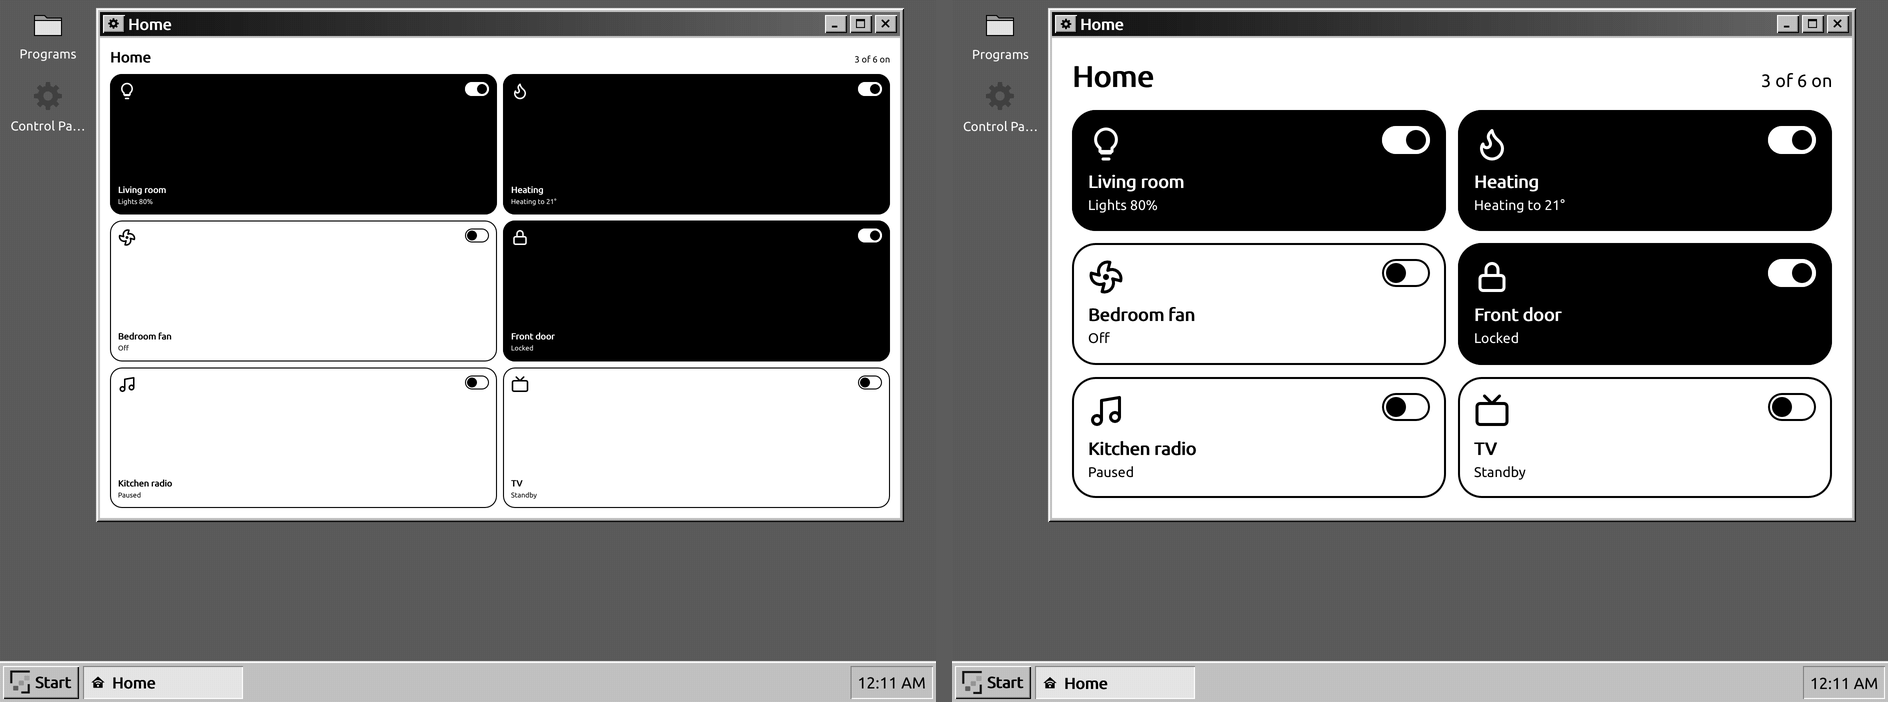 Programs
Control Pa...
Home
Home
3 of 6 on
Living room
Lights 80%
Heating
Heating to 21°
Bedroom fan
Off
Front door
Locked
Kitchen radio
Paused
TV
Standby
Start
Home
12:11 AM
Programs
Control Pa...
Home
Home
3 of 6 on
Living room
Lights 80%
Heating
Heating to 21°
Bedroom fan
Off
Front door
Locked
Kitchen radio
Paused
TV
Standby
Start
Home
12:11 AM